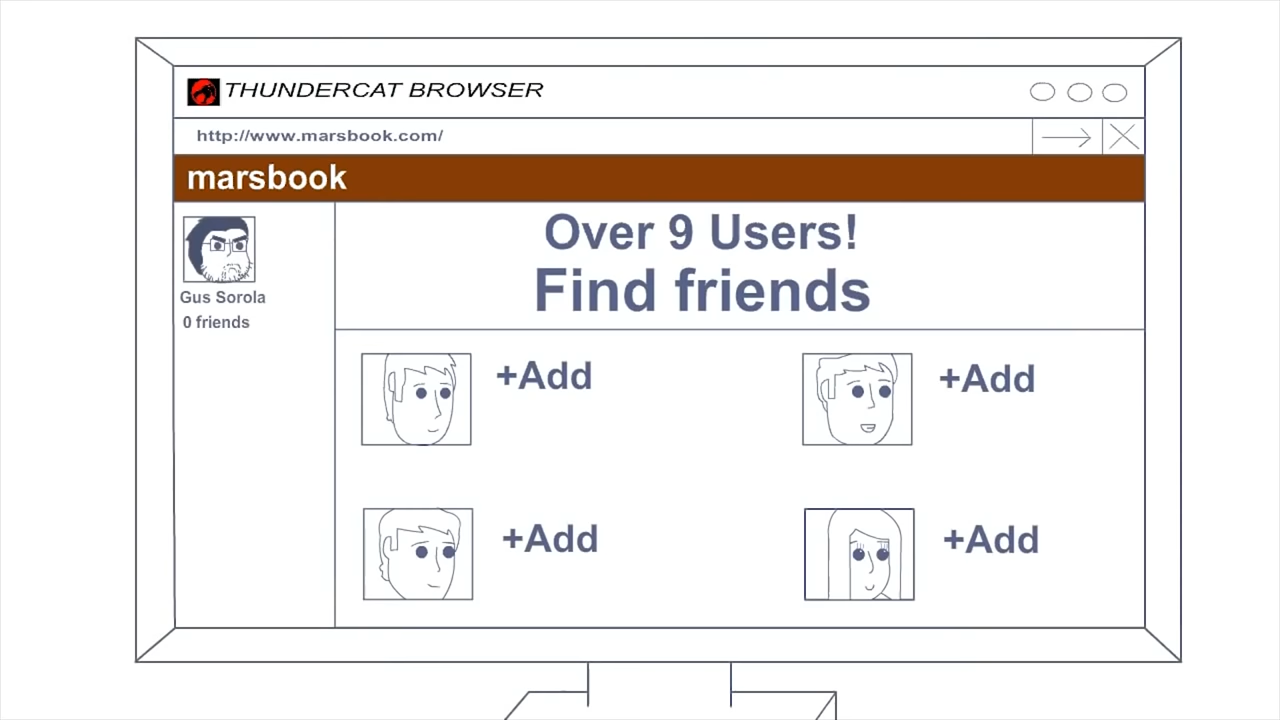 THUNDERCAT BROWSER
http://www.marsbook.com/
marsbook
Gus Sorola
0 friends
Over 9 Users!
Find friends
+Add
+Add
+Add
+Add